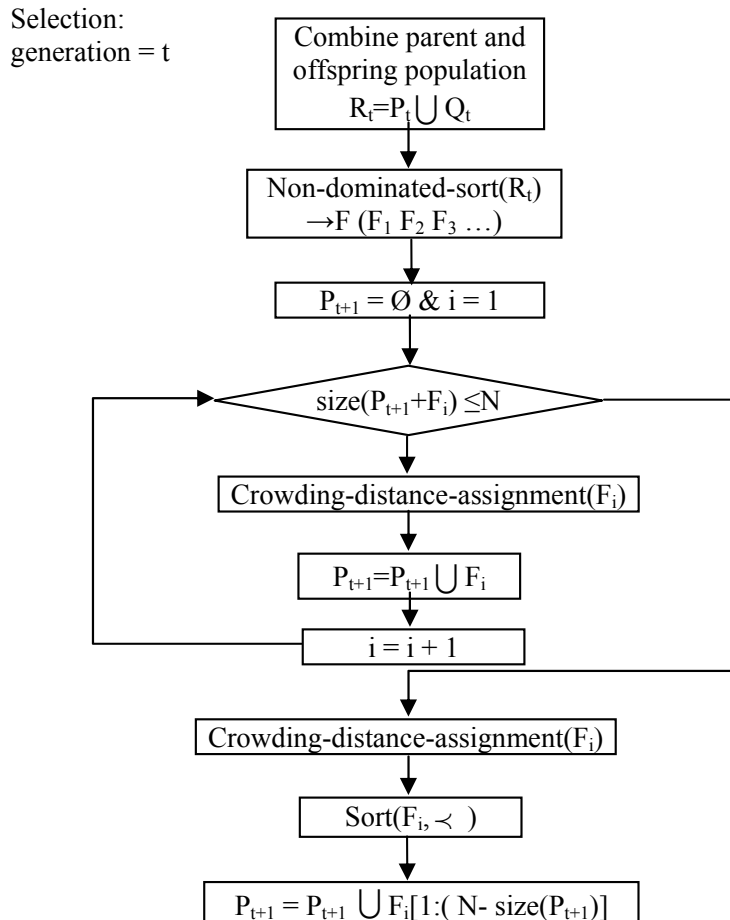 Selection:
generation = t
Combine parent and
offspring population
Rₜ=Pₜ⋃ Qₜ
Non-dominated-sort(Rₜ)
→F (F₁ F₂ F₃ …)
Pₜ₊₁ = Ø & i = 1
size(Pₜ₊₁+Fᵢ) ≤N
Crowding-distance-assignment(Fᵢ)
Pₜ₊₁=Pₜ₊₁ ⋃ Fᵢ
i = i + 1
Crowding-distance-assignment(Fᵢ)
Sort(Fᵢ, ≺ )
Pₜ₊₁ = Pₜ₊₁ ⋃ Fᵢ[1:( N- size(Pₜ₊₁)]